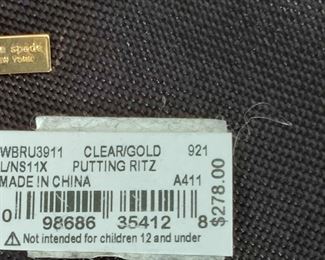 spade
NEW YORK
WBRU3911 CLEAR/GOLD 921
L/NS11X PUTTING RITZ
MADE IN CHINA A411
$278.00
0 98686 35412 8
Not intended for children 12 and under